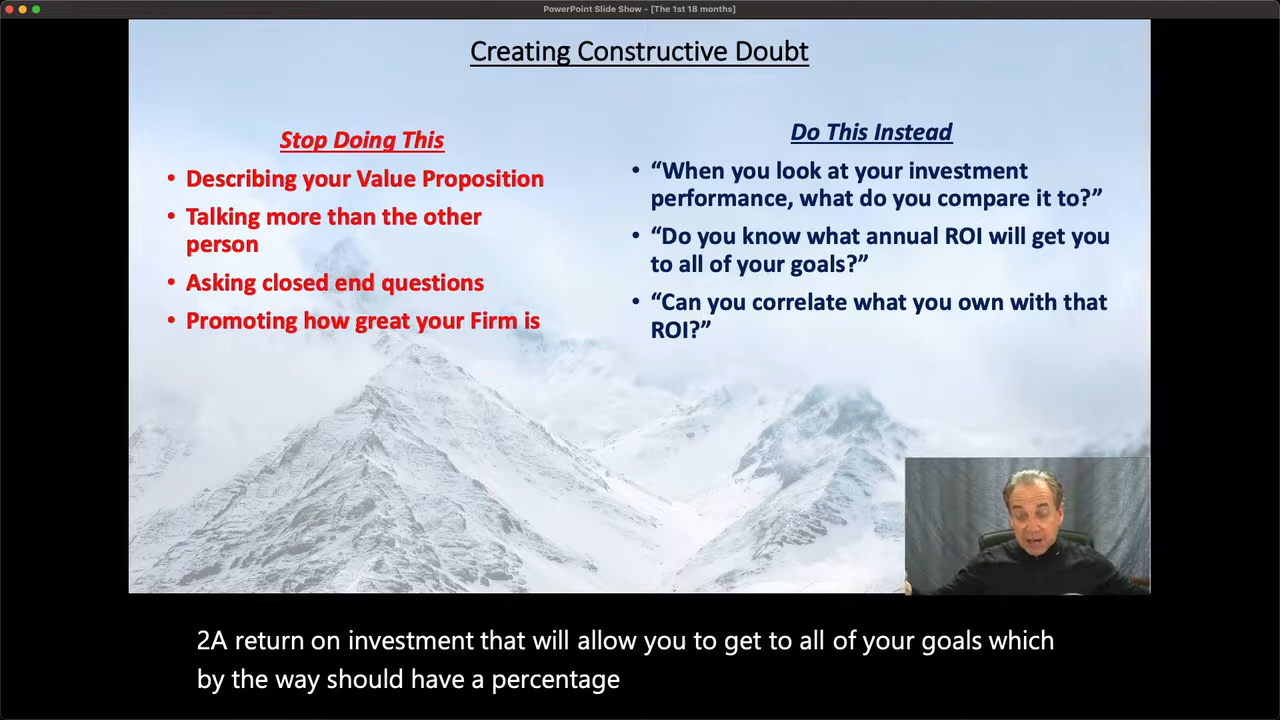 PowerPoint Slide Show - [The 1st 18 months]
Creating Constructive Doubt
Stop Doing This
• Describing your Value Proposition
• Talking more than the other
person
• Asking closed end questions
• Promoting how great your Firm is
Do This Instead
• “When you look at your investment
performance, what do you compare it to?”
• “Do you know what annual ROI will get you
to all of your goals?”
• “Can you correlate what you own with that
ROI?”
2A return on investment that will allow you to get to all of your goals which
by the way should have a percentage